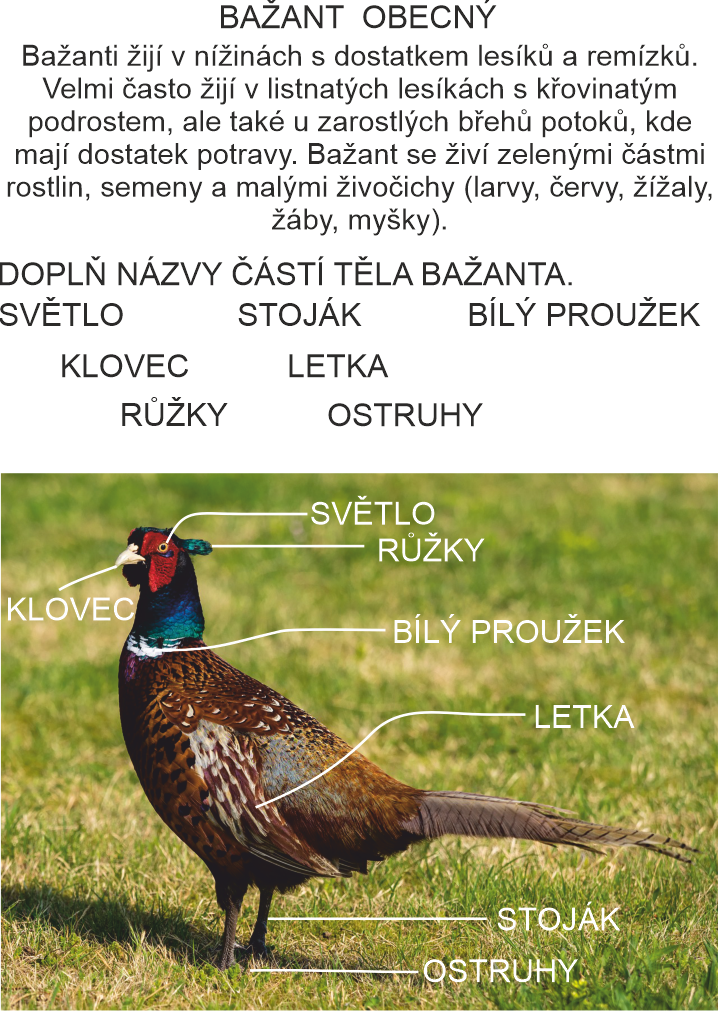 BAŽANT OBECNÝ
Bažanti žijí v nížinách s dostatkem lesíků a remízků.
Velmi často žijí v listnatých lesíkách s křovinatým
podrostem, ale také u zarostlých břehů potoků, kde
mají dostatek potravy. Bažant se živí zelenými částmi
rostlin, semeny a malými živočichy (larvy, červy, žížaly,
žáby, myšky).
DOPLŇ NÁZVY ČÁSTÍ TĚLA BAŽANTA.
SVĚTLO STOJÁK BÍLÝ PROUŽEK
KLOVEC LETKA
RŮŽKY OSTRUHY
SVĚTLO
RŮŽKY
KLOVEC
BÍLÝ PROUŽEK
LETKA
STOJÁK
OSTRUHY